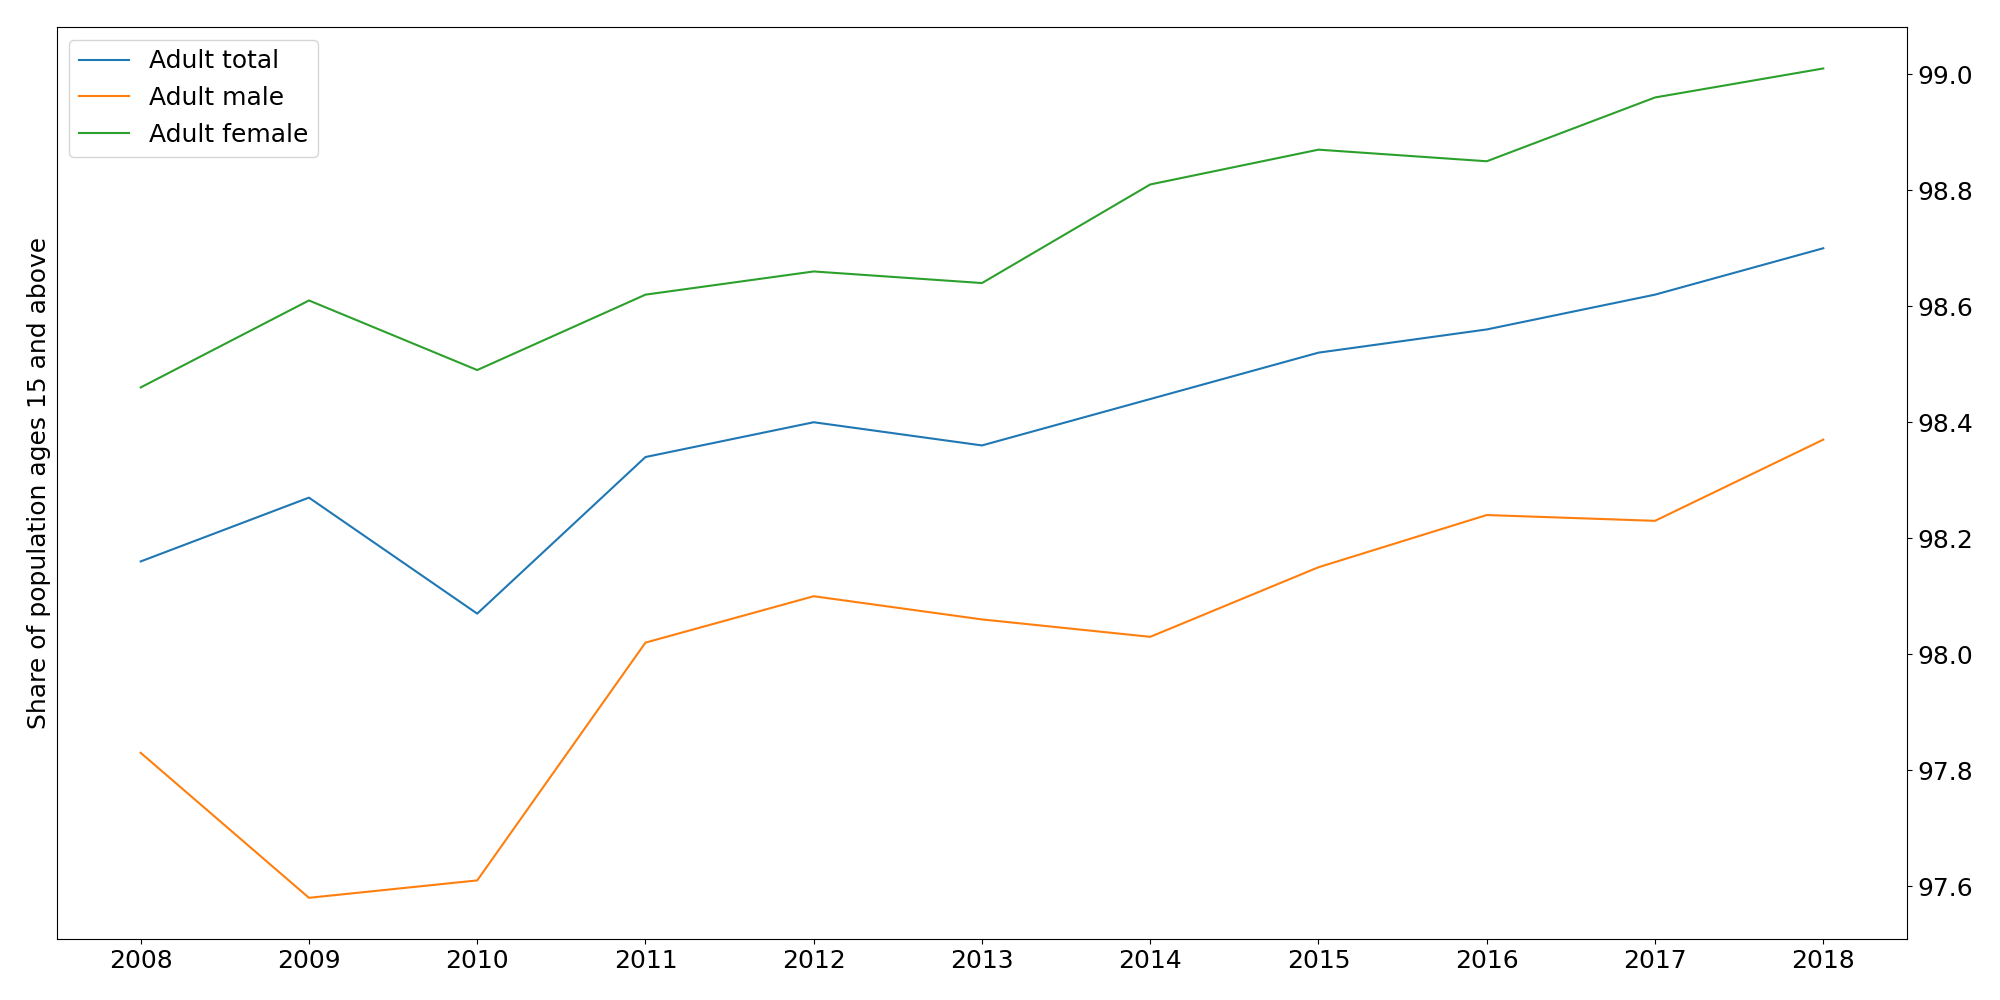 Adult total
Adult male
Adult female
Share of population ages 15 and above
99.0
98.8
98.6
98.4
98.2
98.0
97.8
97.6
2008 2009 2010 2011 2012 2013 2014 2015 2016 2017 2018